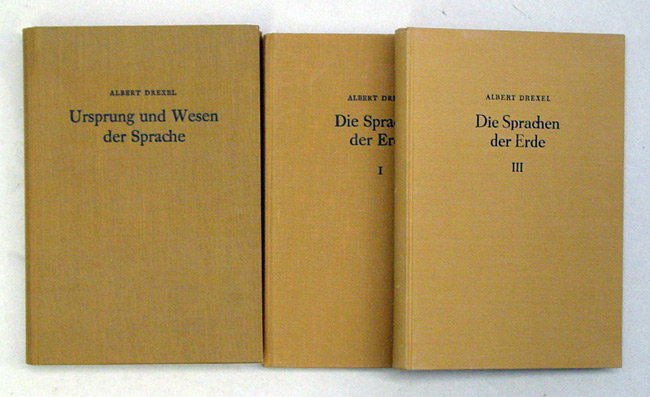 ALBERT DREXEL
Ursprung und Wesen
der Sprache
ALBERT DRE
Die Spra
der Er
I
ALBERT DREXEL
Die Sprachen
der Erde
III